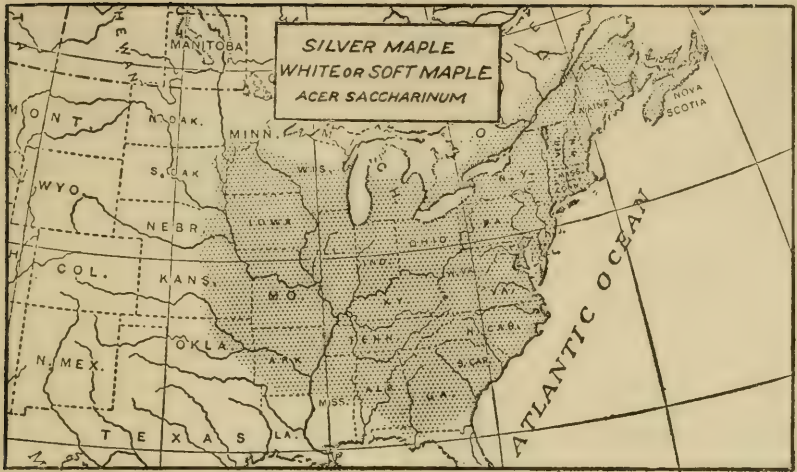 SILVER MAPLE
WHITE OR SOFT MAPLE
ACER SACCHARINUM
MANITOBA
MONT.
N. DAK.
MINN.
S. DAK
WIS.
WYO.
NEBR.
IOWA
COL.
KANS.
MO.
OKLA.
ARK.
N. MEX.
TEXAS
LA.
MISS.
ALA.
GA.
TENN.
KY.
IND.
OHIO
W. VA.
VA.
N. CAR.
S. CAR.
PA.
N.Y.
VER.
MASS.
MAINE
NOVA
SCOTIA
ATLANTIC OCEAN